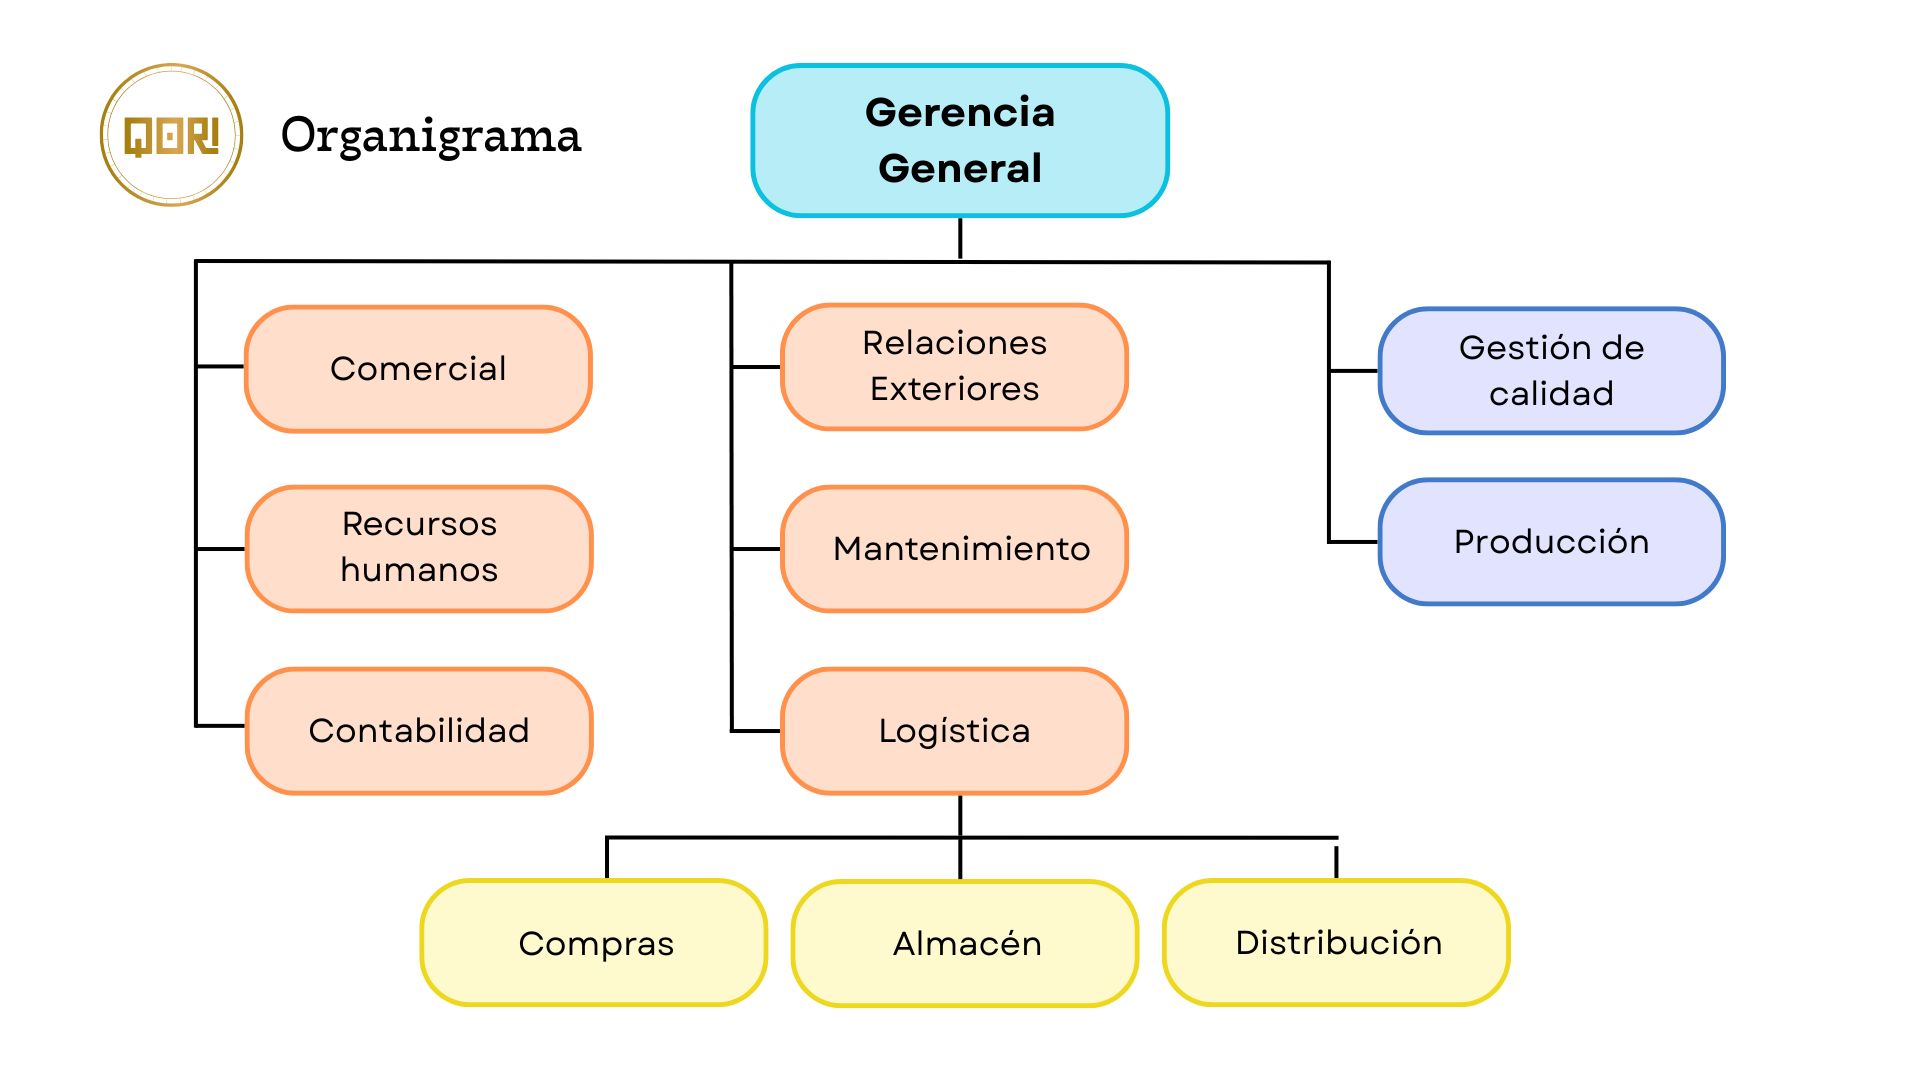 QORI
Organigrama
Gerencia
General
Comercial
Relaciones
Exteriores
Gestión de
calidad
Recursos
humanos
Mantenimiento
Producción
Contabilidad
Logística
Compras
Almacén
Distribución